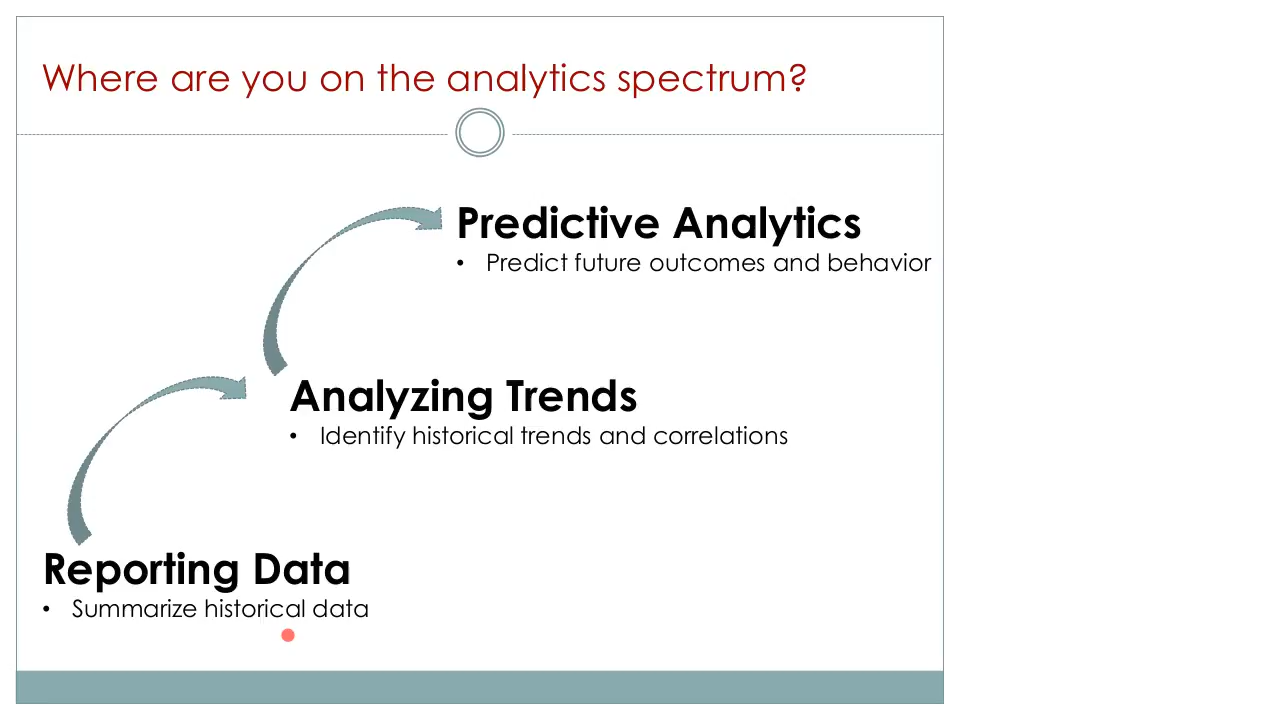 Where are you on the analytics spectrum?
Predictive Analytics
• Predict future outcomes and behavior
Analyzing Trends
• Identify historical trends and correlations
Reporting Data
• Summarize historical data